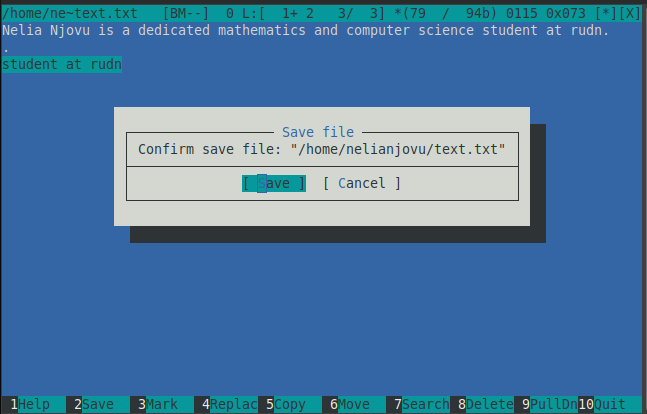 /home/ne~text.txt   [BM--]  0 L:[  1+ 2   3/  3] *(79  /  94b) 0115 0x073 [*][X]
Nelia Njovu is a dedicated mathematics and computer science student at rudn.
.
student at rudn
Save file
Confirm save file: "/home/nelianjovu/text.txt"
[ Save ]  [ Cancel ]
1Help  2Save  3Mark  4Replac 5Copy  6Move  7Search 8Delete 9PullDn 10Quit